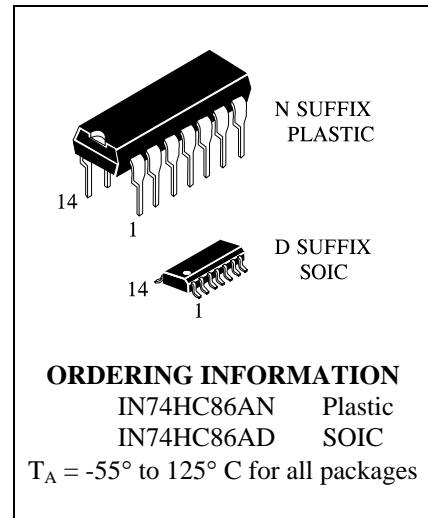 N SUFFIX
PLASTIC
14
1
D SUFFIX
SOIC
14
1
ORDERING INFORMATION
IN74HC86AN Plastic
IN74HC86AD SOIC
TA = -55° to 125° C for all packages